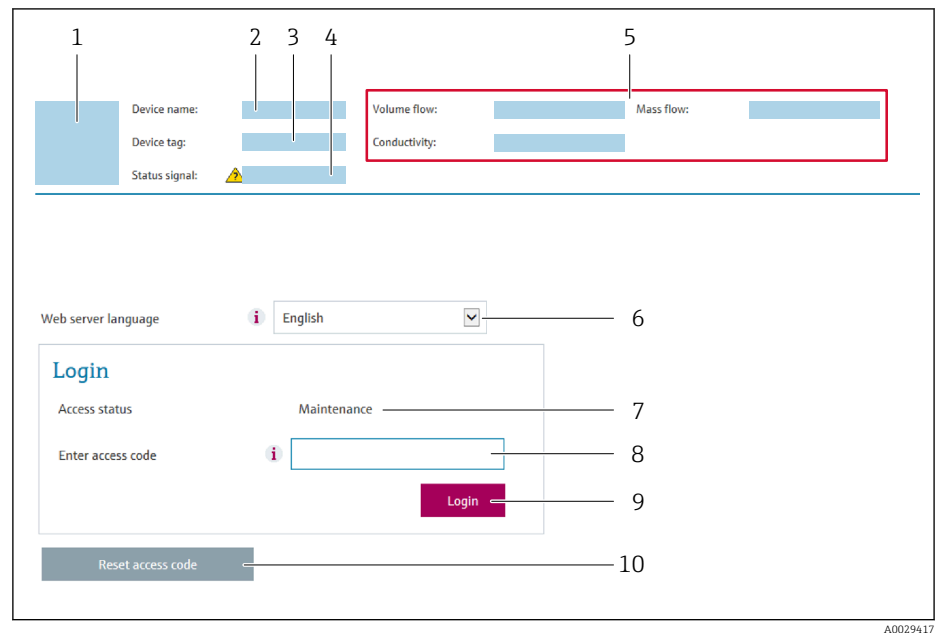 1 2 3 4 5
Device name: Volume flow: Mass flow:
Device tag: Conductivity:
Status signal: ?
Web server language i English 6
Login
Access status Maintenance 7
Enter access code i 8
Login 9
Reset access code 10
A0029417